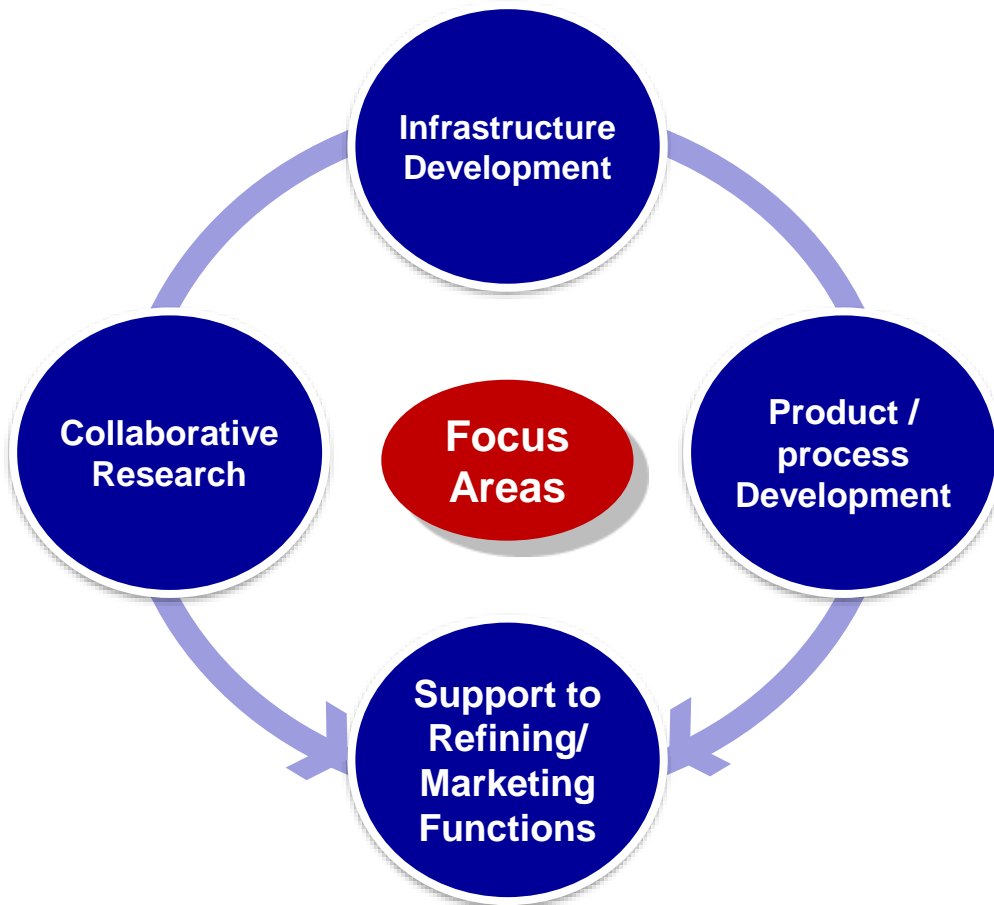 Infrastructure
Development
Collaborative
Research
Focus
Areas
Product /
process
Development
Support to
Refining/
Marketing
Functions